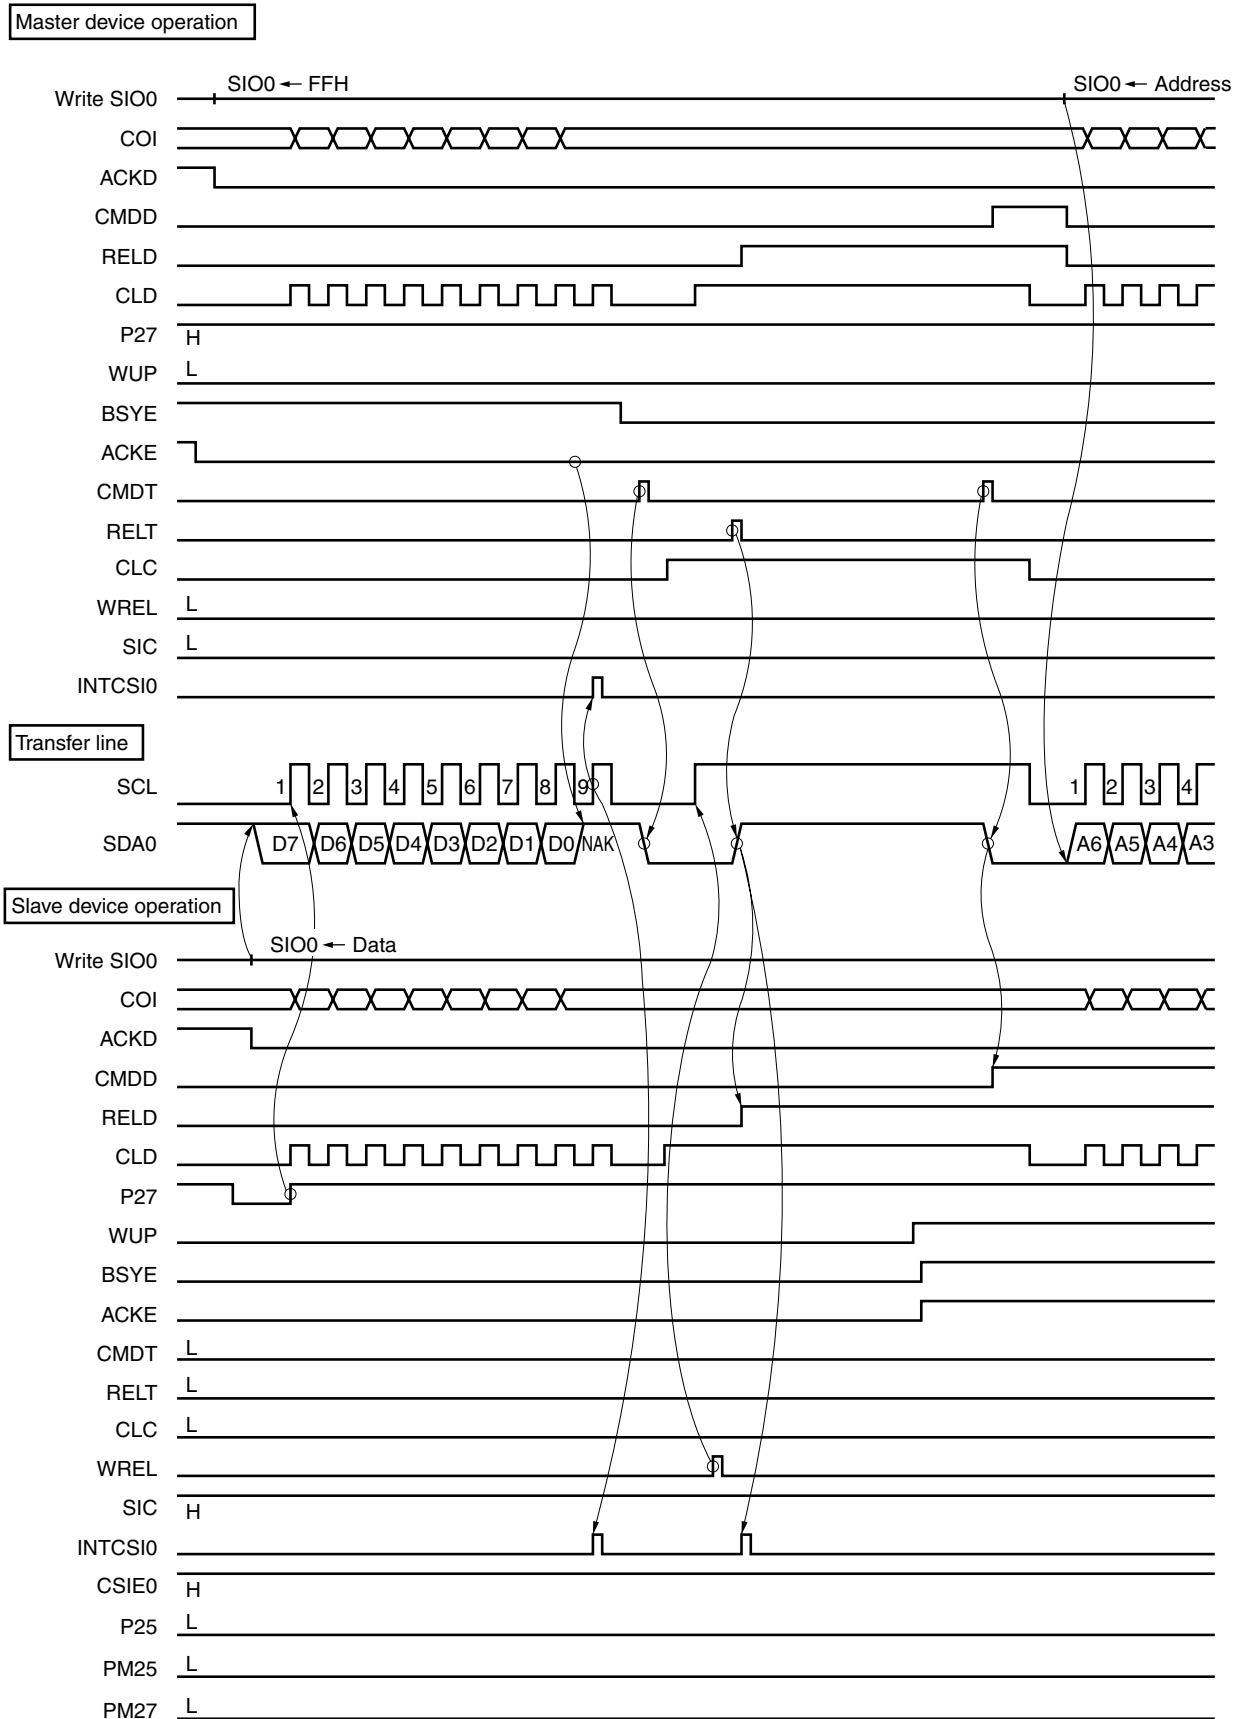 Master device operation
SIO0 ← FFH
SIO0 ← Address
Write SIO0
COI
ACKD
CMDD
RELD
CLD
P27 H
WUP L
BSYE
ACKE
CMDT
RELT
CLC
WREL L
SIC L
INTCSI0
Transfer line
SCL 1 2 3 4 5 6 7 8 9 1 2 3 4
SDA0 D7 D6 D5 D4 D3 D2 D1 D0 NAK A6 A5 A4 A3
Slave device operation
SIO0 ← Data
Write SIO0
COI
ACKD
CMDD
RELD
CLD
P27
WUP
BSYE
ACKE
CMDT L
RELT L
CLC L
WREL
SIC H
INTCSI0
CSIE0 H
P25 L
PM25 L
PM27 L